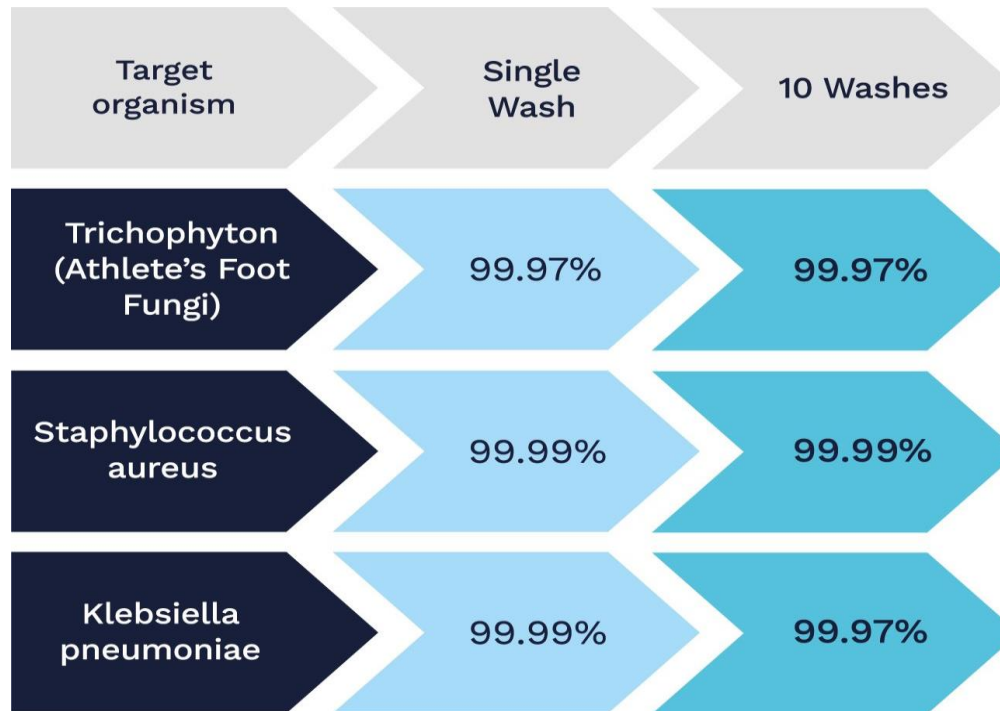 Target
organism
Single
Wash
10 Washes
Trichophyton
(Athlete’s Foot
Fungi)
99.97%
99.97%
Staphylococcus
aureus
99.99%
99.99%
Klebsiella
pneumoniae
99.99%
99.97%